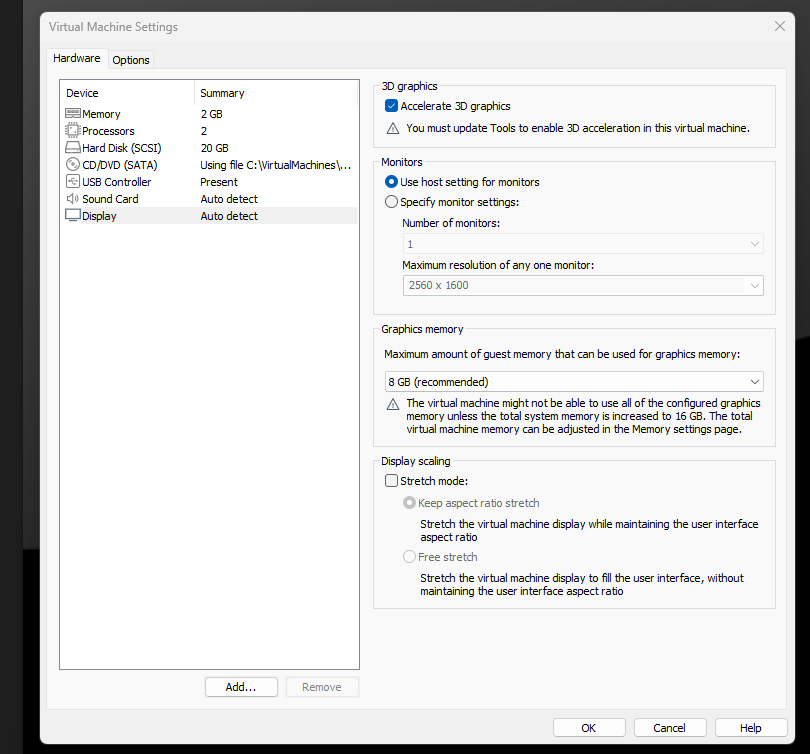 Virtual Machine Settings
Hardware
Options
Device Summary
Memory 2 GB
Processors 2
Hard Disk (SCSI) 20 GB
CD/DVD (SATA) Using file C:\VirtualMachines\...
USB Controller Present
Sound Card Auto detect
Display Auto detect
Add...
Remove
3D graphics
Accelerate 3D graphics
You must update Tools to enable 3D acceleration in this virtual machine.
Monitors
Use host setting for monitors
Specify monitor settings:
Number of monitors:
1
Maximum resolution of any one monitor:
2560 x 1600
Graphics memory
Maximum amount of guest memory that can be used for graphics memory:
8 GB (recommended)
The virtual machine might not be able to use all of the configured graphics
memory unless the total system memory is increased to 16 GB. The total
virtual machine memory can be adjusted in the Memory settings page.
Display scaling
Stretch mode:
Keep aspect ratio stretch
Stretch the virtual machine display while maintaining the user interface
aspect ratio
Free stretch
Stretch the virtual machine display to fill the user interface, without
maintaining the user interface aspect ratio
OK
Cancel
Help